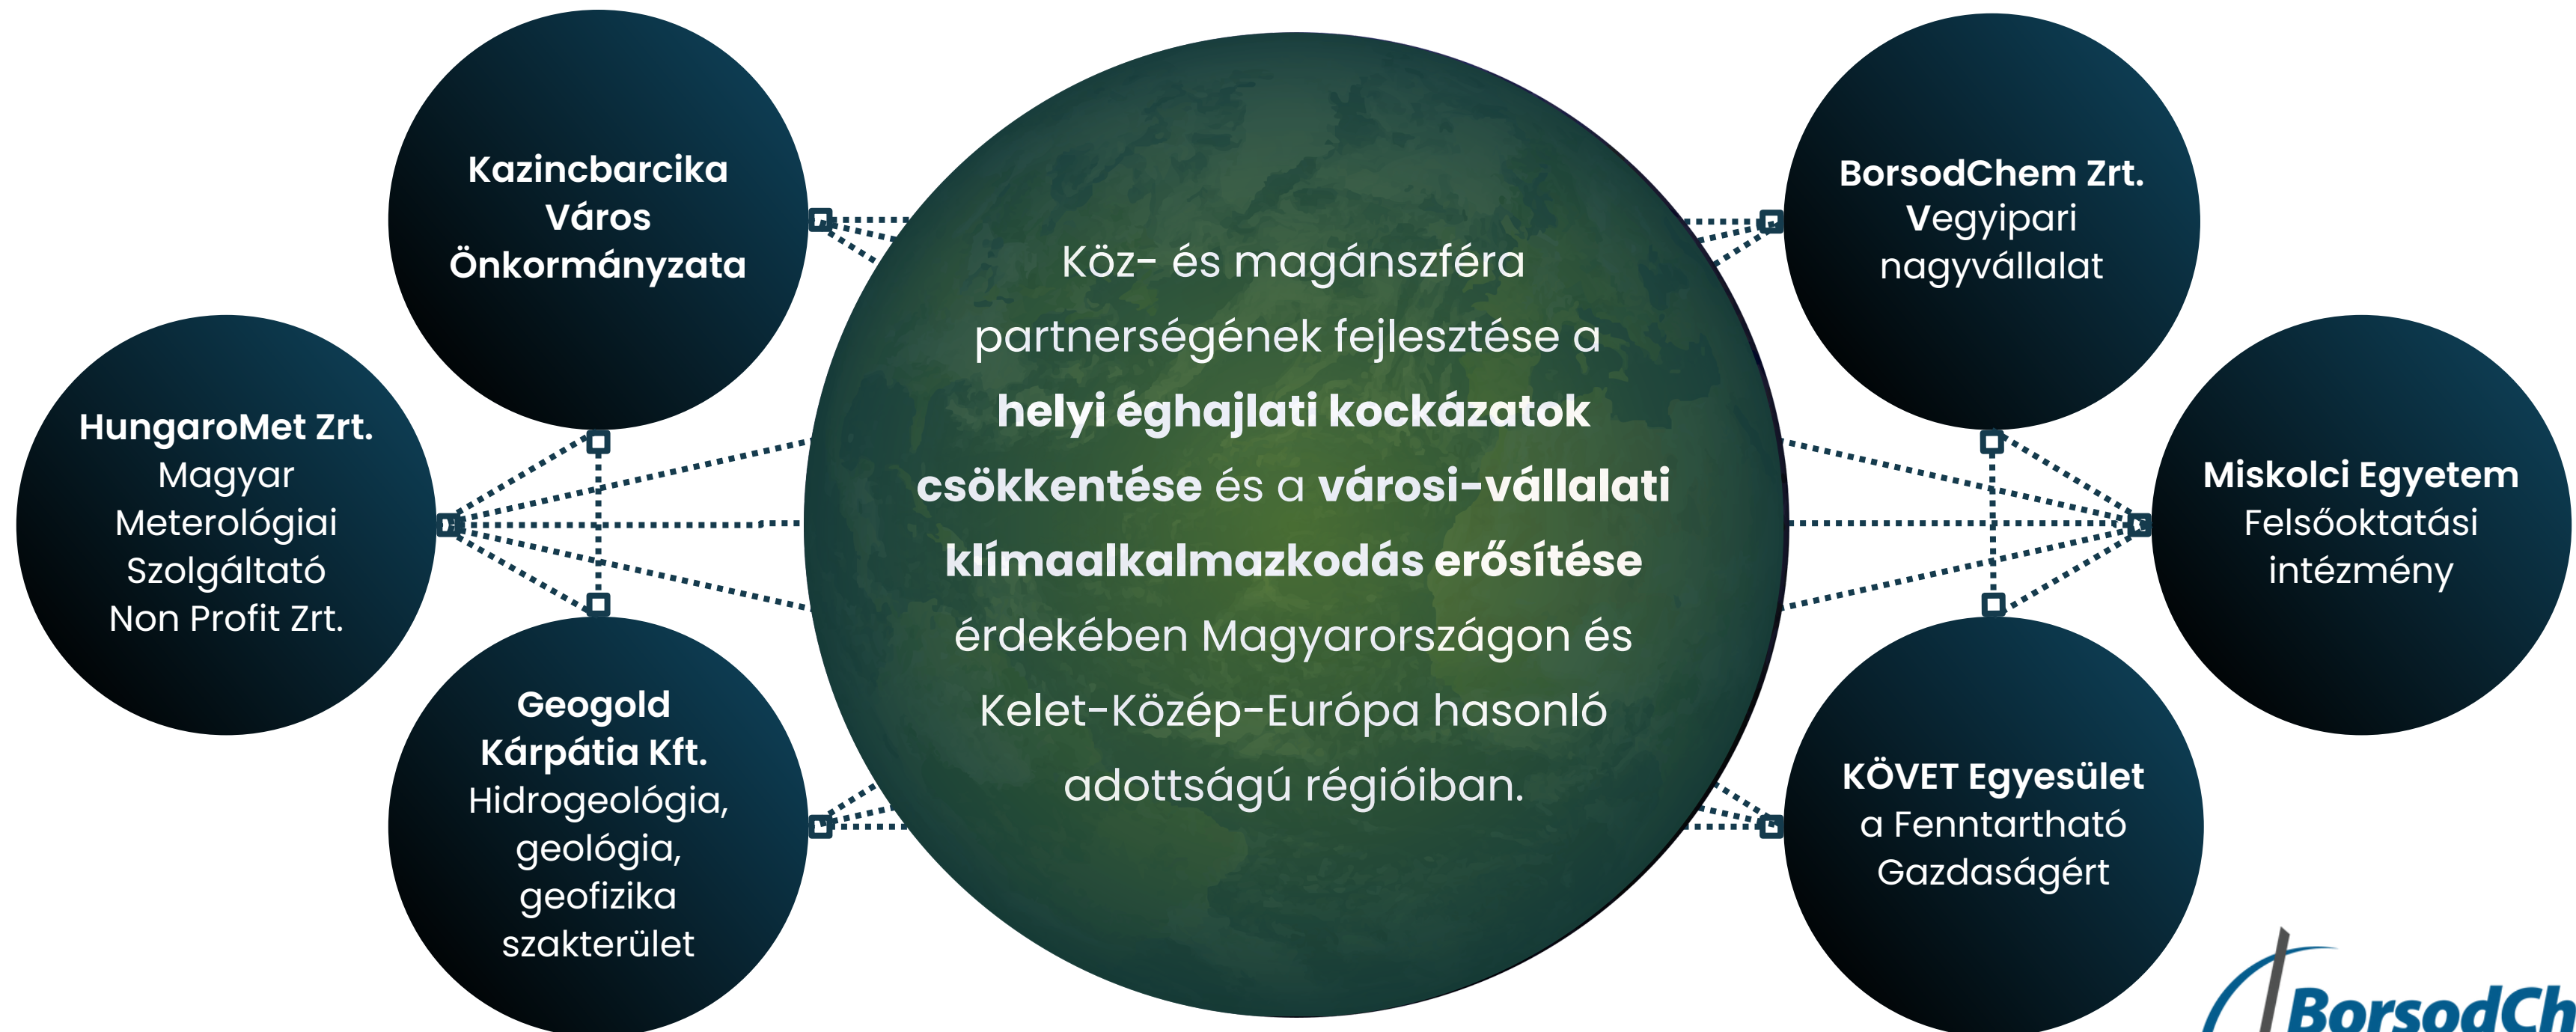 Kazincbarcika
Város
Önkormányzata
HungaroMet Zrt.
Magyar
Meterológiai
Szolgáltató
Non Profit Zrt.
Geogold
Kárpátia Kft.
Hidrogeológia,
geológia,
geofizika
szakterület
Köz- és magánszféra
partnerségének fejlesztése a
helyi éghajlati kockázatok
csökkentése és a városi-vállalati
klímaalkalmazkodás erősítése
érdekében Magyarországon és
Kelet-Közép-Európa hasonló
adottságú régióiban.
BorsodChem Zrt.
Vegyipari
nagyvállalat
Miskolci Egyetem
Felsőoktatási
intézmény
KÖVET Egyesület
a Fenntartható
Gazdaságért
BorsodCh